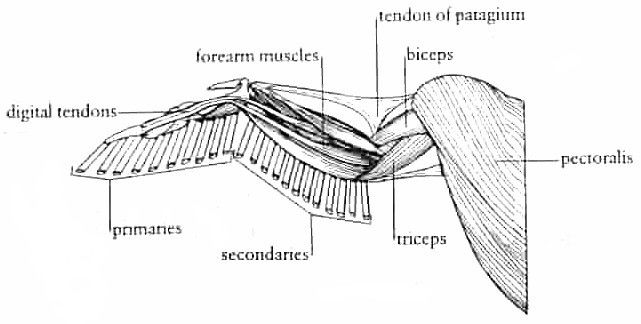 tendon of patagium
forearm muscles
biceps
digital tendons
pectoralis
primaries
triceps
secondaries